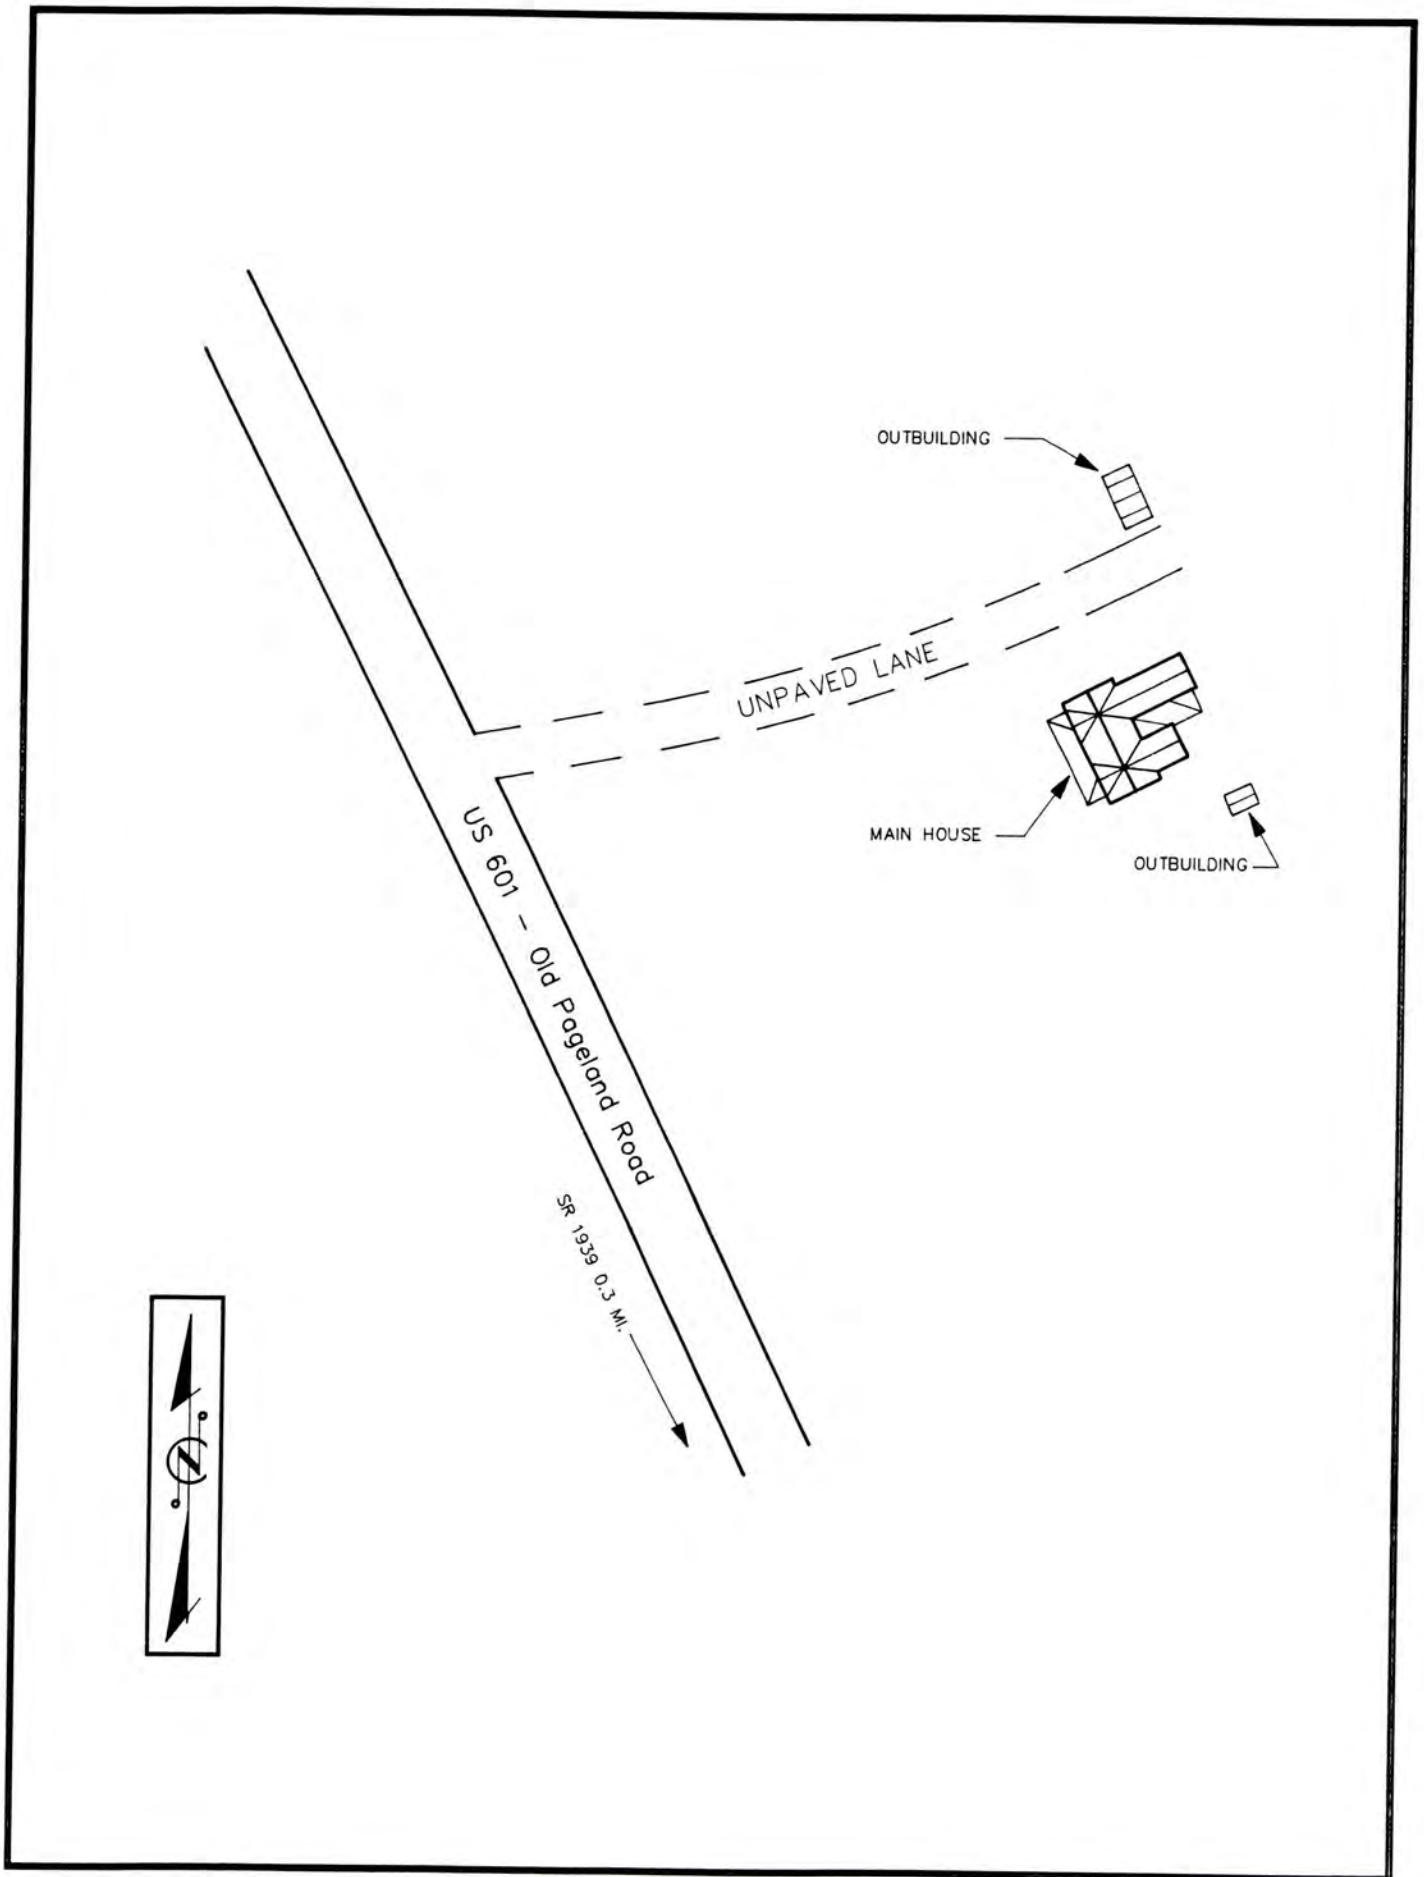 OUTBUILDING
UNPAVED LANE
MAIN HOUSE
OUTBUILDING
US 601 - Old Pageland Road
SR 1939 0.3 MI.
N